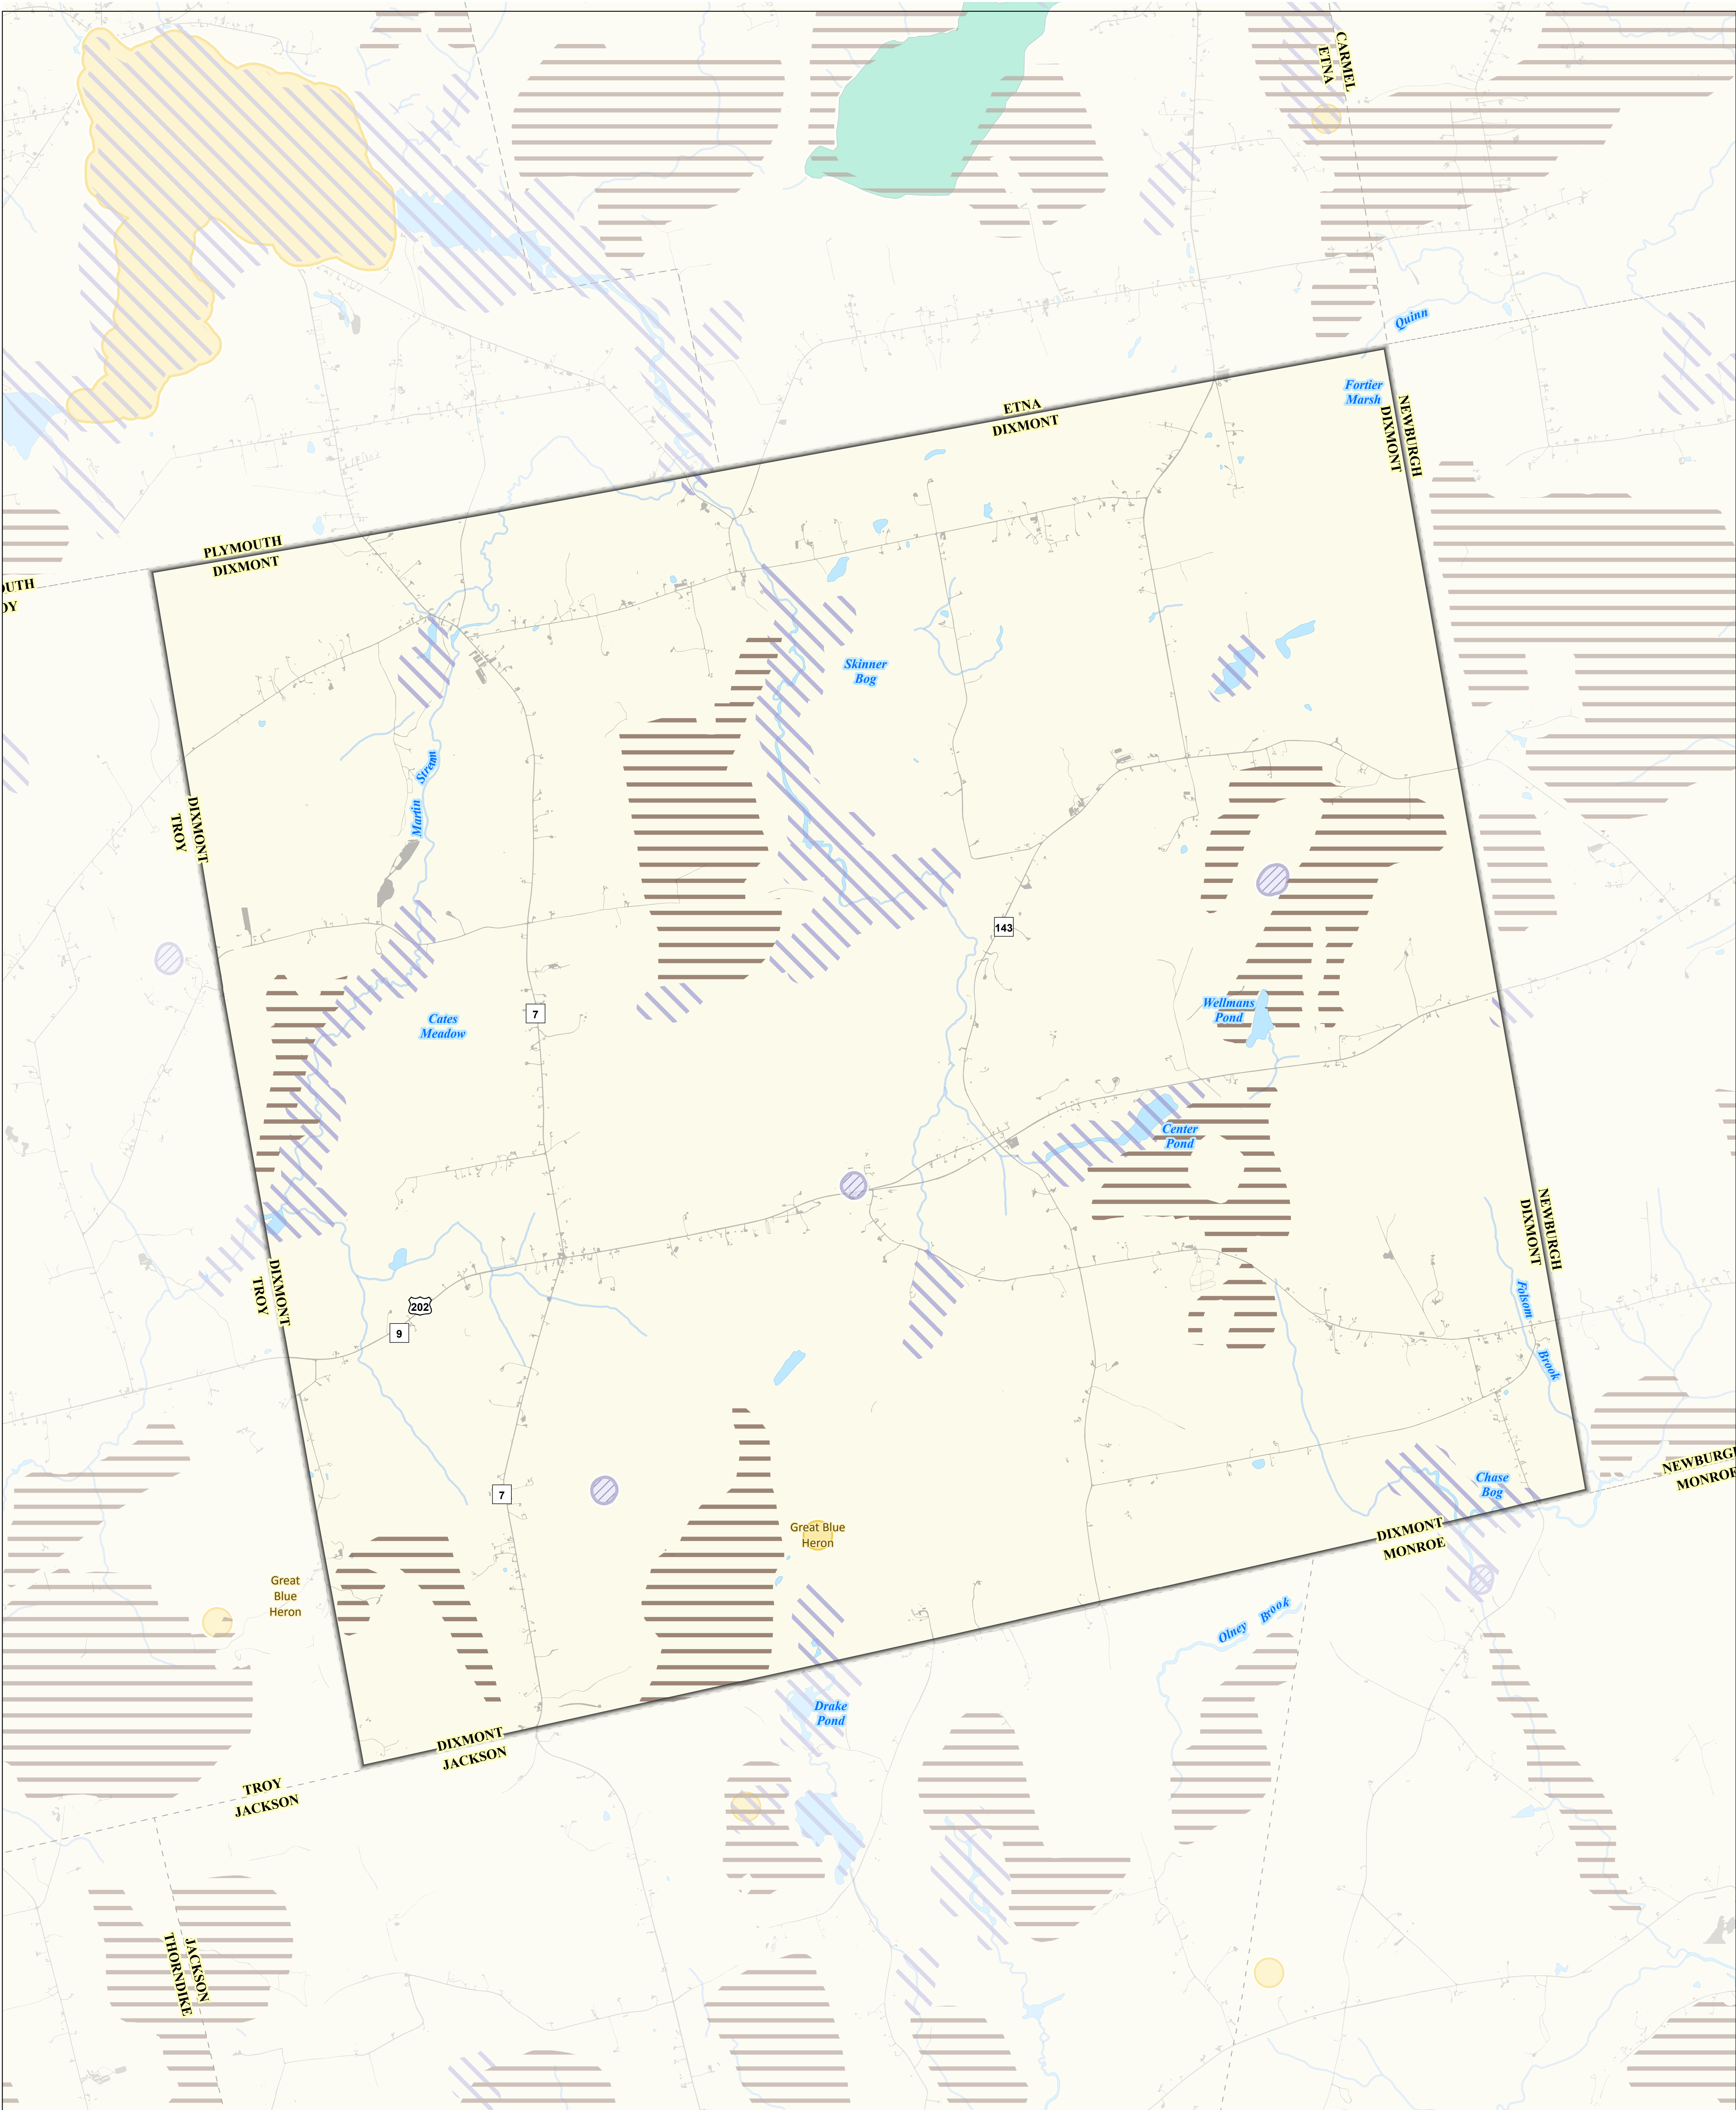 CARMEL
ETNA
Quinn
Fortier
Marsh
ETNA
DIXMONT
NEWBURGH
DIXMONT
PLYMOUTH
DIXMONT
OUTH
OY
Skinner
Bog
Martin Stream
DIXMONT
TROY
143
Cates
Meadow
7
Wellmans
Pond
Center
Pond
NEWBURGH
DIXMONT
DIXMONT
TROY
202
9
Folsom Brook
NEWBURGH
MONROE
Chase
Bog
7
Great Blue
Heron
DIXMONT
MONROE
Great
Blue
Heron
Olney Brook
Drake
Pond
DIXMONT
JACKSON
TROY
JACKSON
JACKSON
THORNDIKE